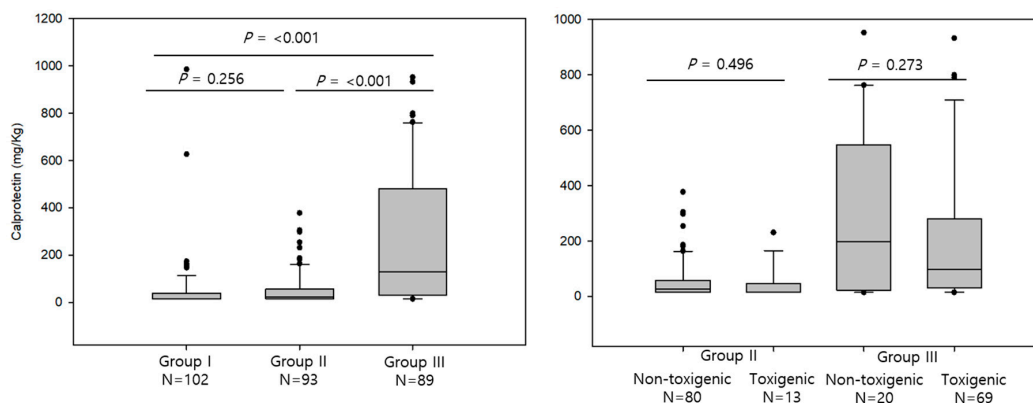 1200
1000
800
600
400
200
0
Calprotectin (mg/Kg)
P = <0.001
P = 0.256
P = <0.001
Group I
N=102
Group II
N=93
Group III
N=89
1000
800
600
400
200
0
P = 0.496
P = 0.273
Group II
Group III
Non-toxigenic
N=80
Toxigenic
N=13
Non-toxigenic
N=20
Toxigenic
N=69